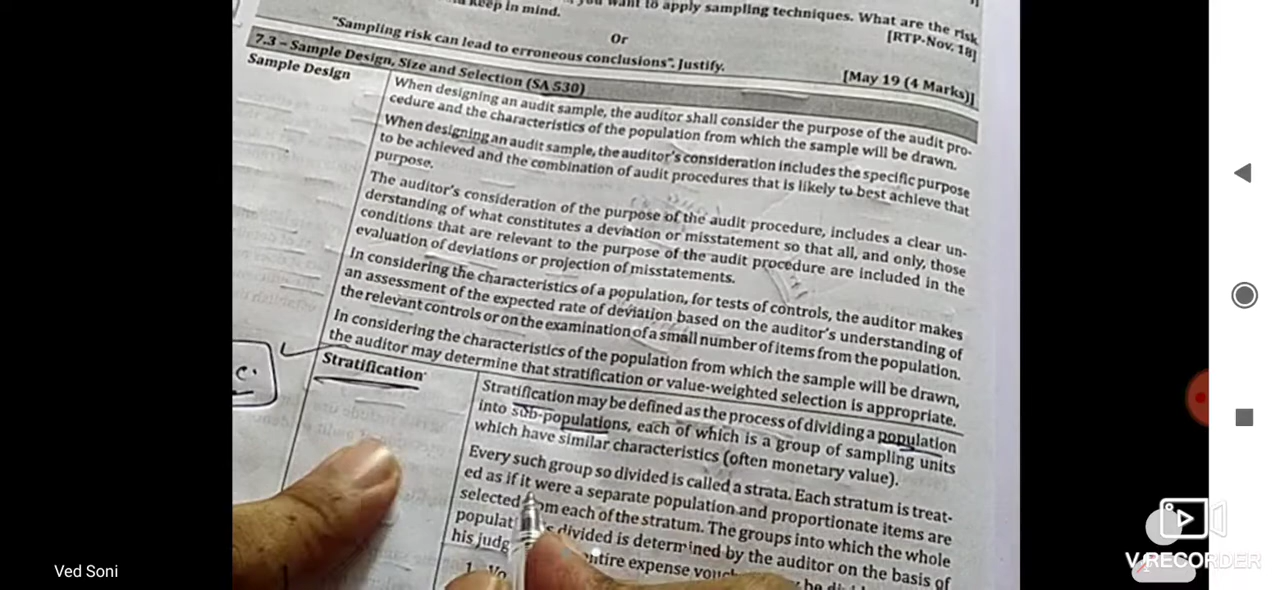 keep in mind.
want to apply sampling techniques. What are the risk
[RTP-Nov. 18]
Or
"Sampling risk can lead to erroneous conclusions". Justify.
[May 19 (4 Marks)]
7.3 – Sample Design, Size and Selection (SA 530)
Sample Design
When designing an audit sample, the auditor shall consider the purpose of the audit pro-
cedure and the characteristics of the population from which the sample will be drawn.
When designing an audit sample, the auditor's consideration includes the specific purpose
to be achieved and the combination of audit procedures that is likely to best achieve that
purpose.
The auditor's consideration of the purpose of the audit procedure, includes a clear un-
derstanding of what constitutes a deviation or misstatement so that all, and only, those
conditions that are relevant to the purpose of the audit procedure are included in the
evaluation of deviations or projection of misstatements.
In considering the characteristics of a population, for tests of controls, the auditor makes
an assessment of the expected rate of deviation based on the auditor's understanding of
the relevant controls or on the examination of a small number of items from the population.
In considering the characteristics of the population from which the sample will be drawn,
the auditor may determine that stratification or value-weighted selection is appropriate.
C.
Stratification
Stratification may be defined as the process of dividing a population
into sub-populations, each of which is a group of sampling units
which have similar characteristics (often monetary value).
Every such group so divided is called a strata. Each stratum is treat-
ed as if it were a separate population and proportionate items are
selected from each of the stratum. The groups into which the whole
divided is determined by the auditor on the basis of
his
entire expense
1.
Ved Soni
V RECORDER